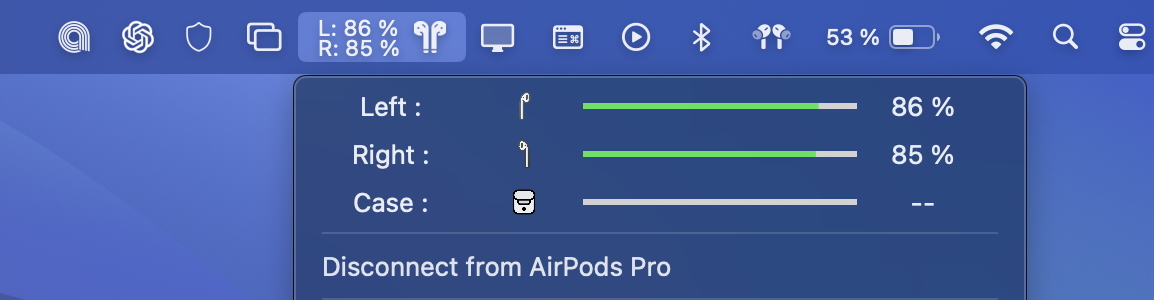 L: 86 %
R: 85 %
53 %
Left :
86 %
Right :
85 %
Case :
--
Disconnect from AirPods Pro